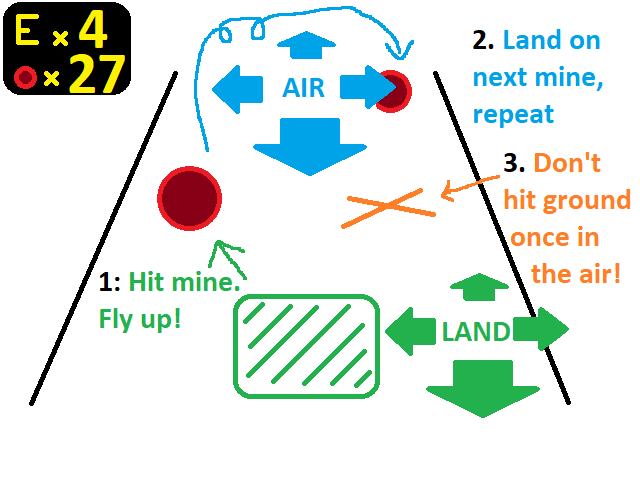 E x 4
x 27
AIR
2. Land on
next mine,
repeat
3. Don't
hit ground
once in
the air!
1: Hit mine.
Fly up!
LAND